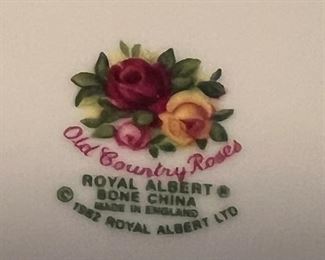 Old Country Roses
ROYAL ALBERT ®
BONE CHINA
MADE IN ENGLAND
© 1962 ROYAL ALBERT LTD